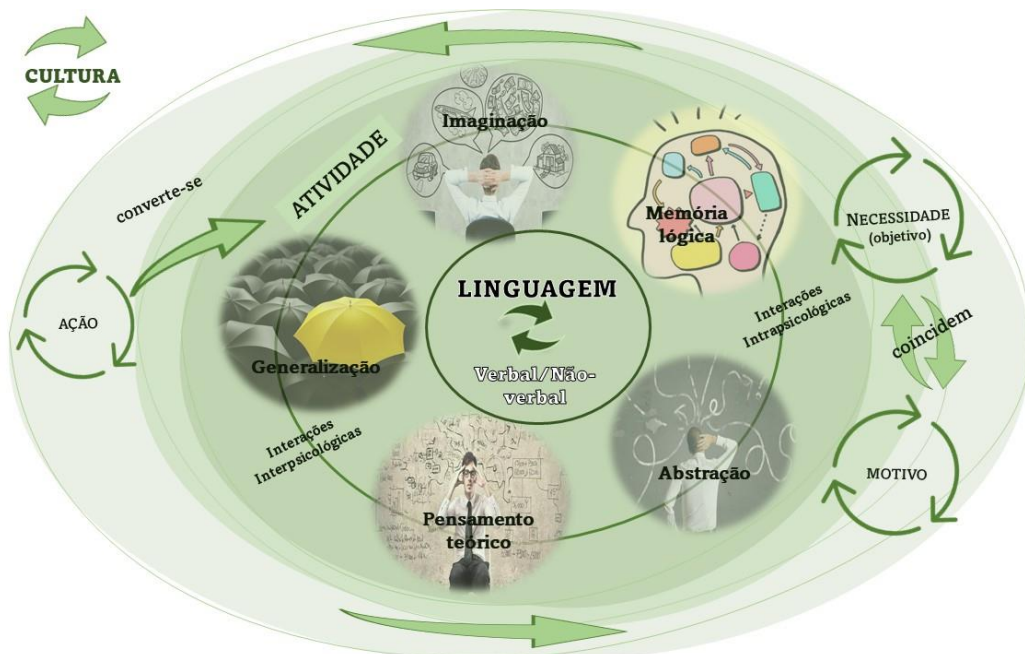 CULTURA
Imaginação
ATIVIDADE
converte-se
Memória
lógica
NECESSIDADE
(objetivo)
LINGUAGEM
Verbal/Não-
verbal
Interações
Intrapsicológicas
AÇÃO
coincidem
Generalização
Interações
Interpsicológicas
Abstração
MOTIVO
Pensamento
teórico